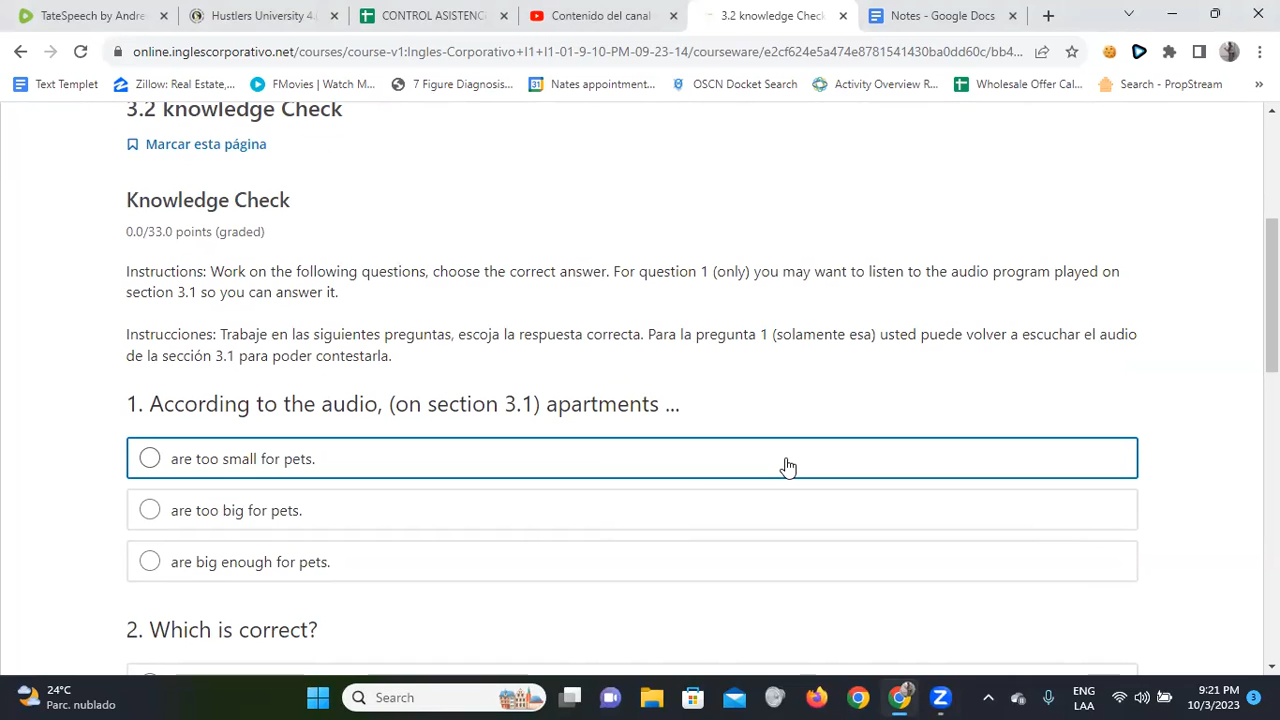 TateSpeech by Andre
Hustlers University 4.
CONTROL ASISTENC
Contenido del canal
3.2 knowledge Check
Notes - Google Docs
online.inglescorporativo.net/courses/course-v1:Ingles-Corporativo+I1+I1-01-9-10-PM-09-23-14/courseware/e2cf624e5a474e8781541430ba0dd60c/bb4...
Text Templet
Zillow: Real Estate,...
FMovies | Watch M...
7 Figure Diagnosis...
Nates appointment...
OSCN Docket Search
Activity Overview R...
Wholesale Offer Cal...
Search - PropStream
3.2 knowledge Check
Marcar esta página
Knowledge Check
0.0/33.0 points (graded)
Instructions: Work on the following questions, choose the correct answer. For question 1 (only) you may want to listen to the audio program played on
section 3.1 so you can answer it.
Instrucciones: Trabaje en las siguientes preguntas, escoja la respuesta correcta. Para la pregunta 1 (solamente esa) usted puede volver a escuchar el audio
de la sección 3.1 para poder contestarla.
1. According to the audio, (on section 3.1) apartments ...
are too small for pets.
are too big for pets.
are big enough for pets.
2. Which is correct?
24°C
Parc. nublado
Search
ENG
LAA
9:21 PM
10/3/2023
3